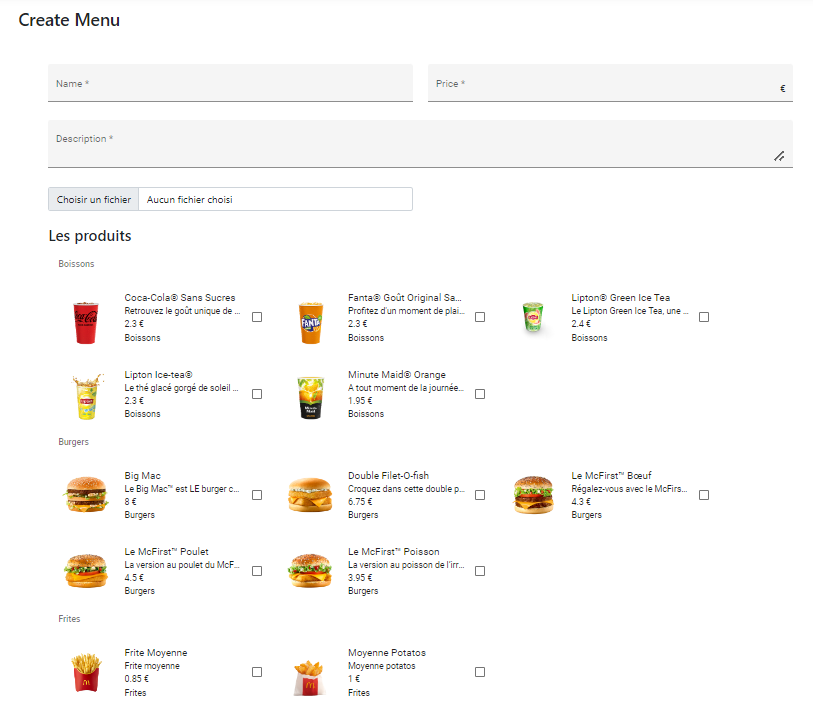 Create Menu
Name *
Price *
€
Description *
Choisir un fichier Aucun fichier choisi
Les produits
Boissons
Coca-Cola® Sans Sucres
Retrouvez le goût unique de ...
2.3 €
Boissons
Fanta® Goût Original Sa...
Profitez d'un moment de plai...
2.3 €
Boissons
Lipton® Green Ice Tea
Le Lipton Green Ice Tea, une ...
2.4 €
Boissons
Lipton Ice-tea®
Le thé glacé gorgé de soleil ...
2.3 €
Boissons
Minute Maid® Orange
A tout moment de la journée...
1.95 €
Boissons
Burgers
Big Mac
Le Big Mac™ est LE burger c...
8 €
Burgers
Double Filet-O-fish
Croquez dans cette double p...
6.75 €
Burgers
Le McFirst™ Bœuf
Régalez-vous avec le McFirs...
4.3 €
Burgers
Le McFirst™ Poulet
La version au poulet du McF...
4.5 €
Burgers
Le McFirst™ Poisson
La version au poisson de l'irr...
3.95 €
Burgers
Frites
Frite Moyenne
Frite moyenne
0.85 €
Frites
Moyenne Potatos
Moyenne potatos
1 €
Frites